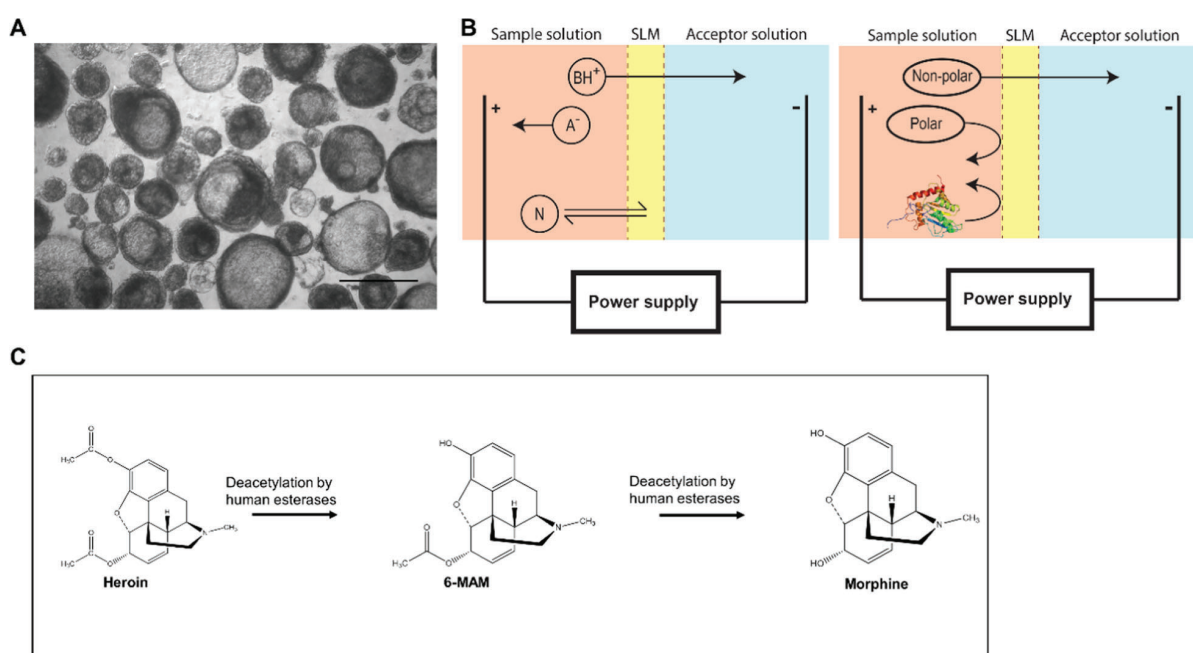 A
B
Sample solution SLM Acceptor solution
BH+
+
-
A-
N
Power supply
Sample solution SLM Acceptor solution
Non-polar
+
-
Polar
Power supply
C
O
C
H₃C
O
O
H
N
CH₃
O
C
H₃C
O
Heroin
Deacetylation by
human esterases
HO
O
H
N
CH₃
O
C
H₃C
O
6-MAM
Deacetylation by
human esterases
HO
O
H
N
CH₃
HO
Morphine